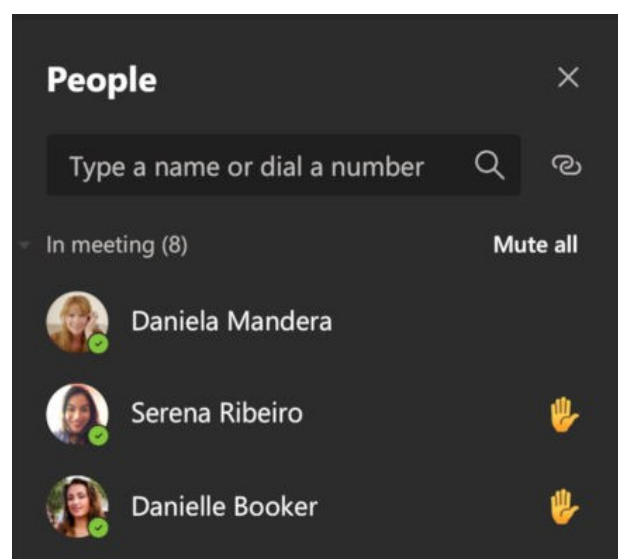 People
Type a name or dial a number
In meeting (8) Mute all
Daniela Mandera
Serena Ribeiro
Danielle Booker